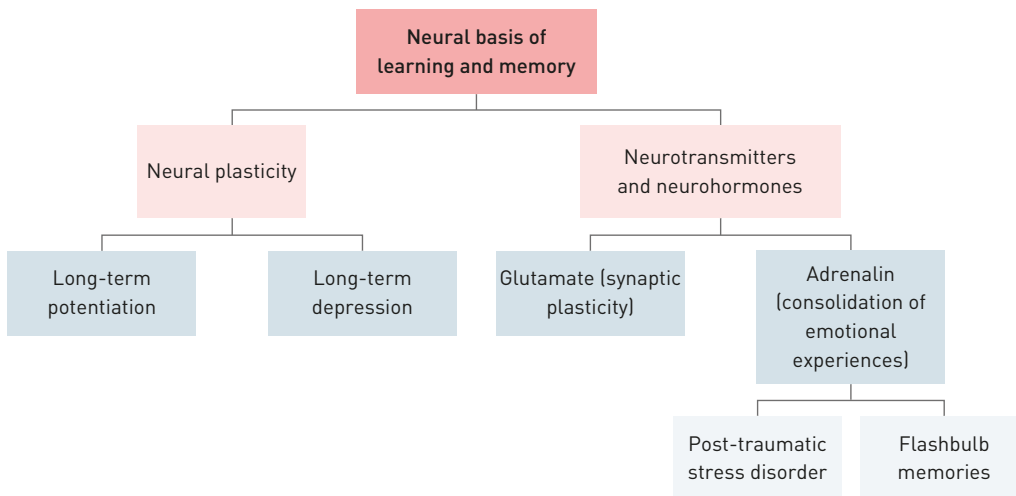 Neural basis of
learning and memory
Neural plasticity
Neurotransmitters
and neurohormones
Long-term
potentiation
Long-term
depression
Glutamate (synaptic
plasticity)
Adrenalin
(consolidation of
emotional
experiences)
Post-traumatic
stress disorder
Flashbulb
memories